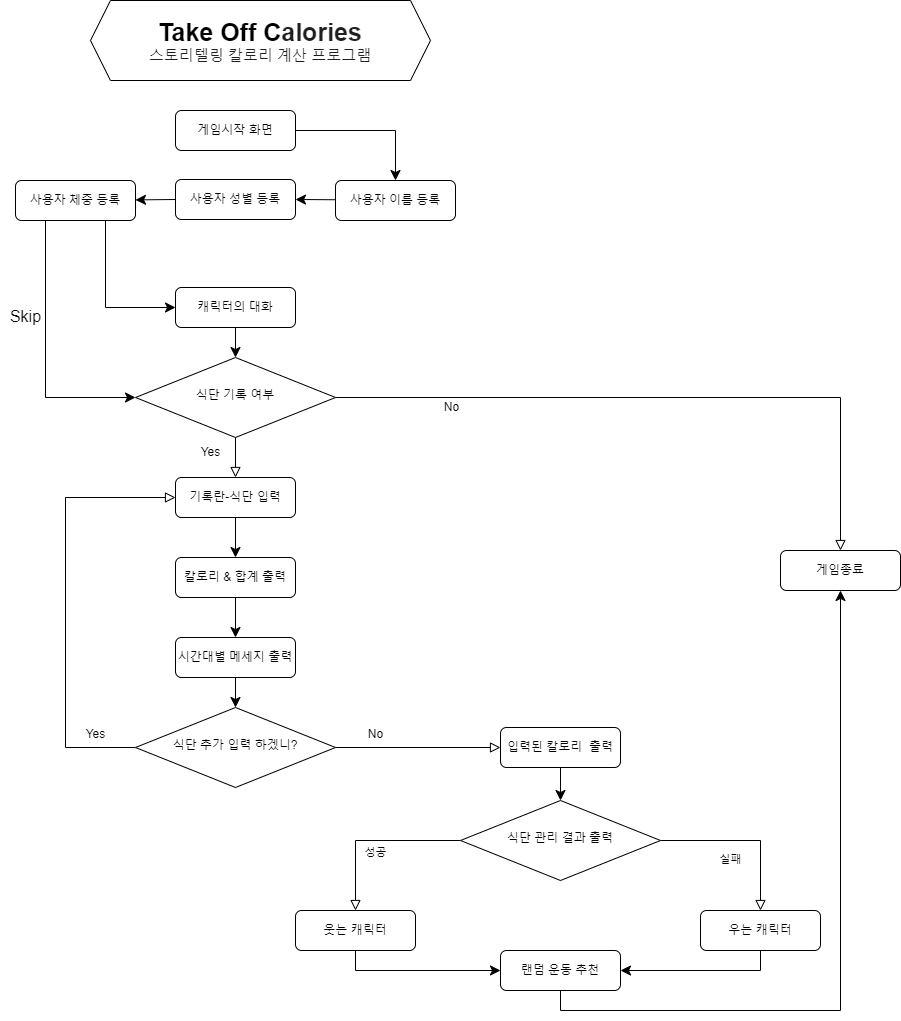 Take Off Calories
스토리텔링 칼로리 계산 프로그램
게임시작 화면
사용자 체중 등록
사용자 성별 등록
사용자 이름 등록
캐릭터의 대화
Skip
식단 기록 여부
No
Yes
기록란-식단 입력
칼로리 & 합계 출력
게임종료
시간대별 메세지 출력
Yes
식단 추가 입력 하겠니?
No
입력된 칼로리 출력
식단 관리 결과 출력
성공
실패
웃는 캐릭터
우는 캐릭터
랜덤 운동 추천